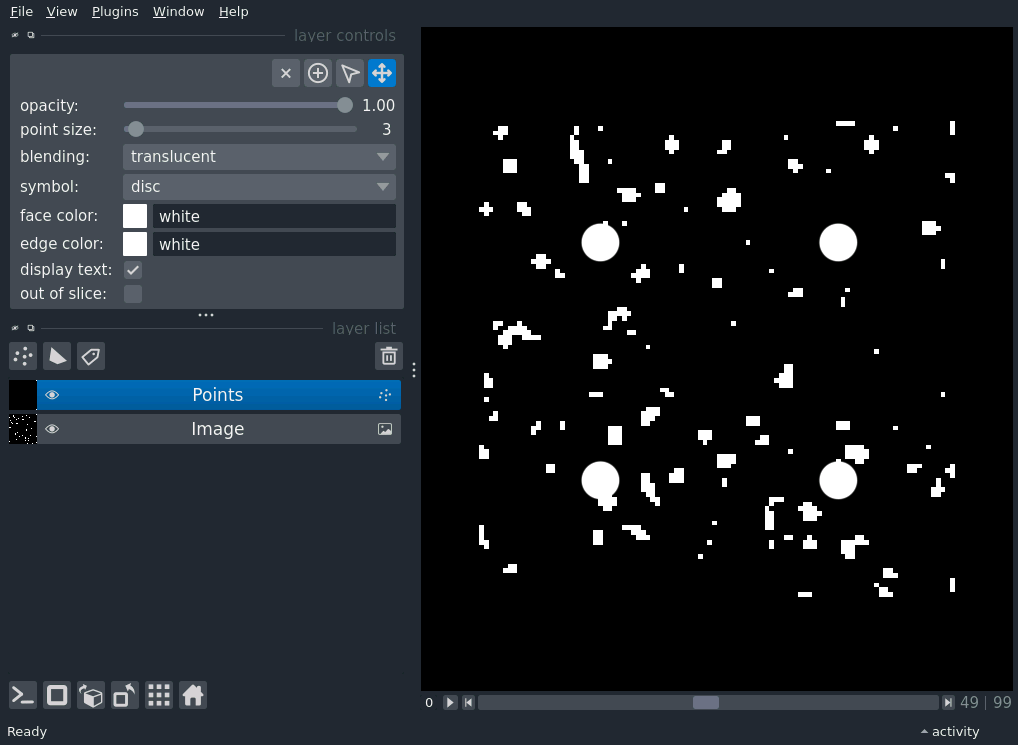 File View Plugins Window Help
layer controls
opacity: 1.00
point size: 3
blending: translucent
symbol: disc
face color: white
edge color: white
display text:
out of slice:
layer list
Points
Image
0 49 | 99
Ready activity